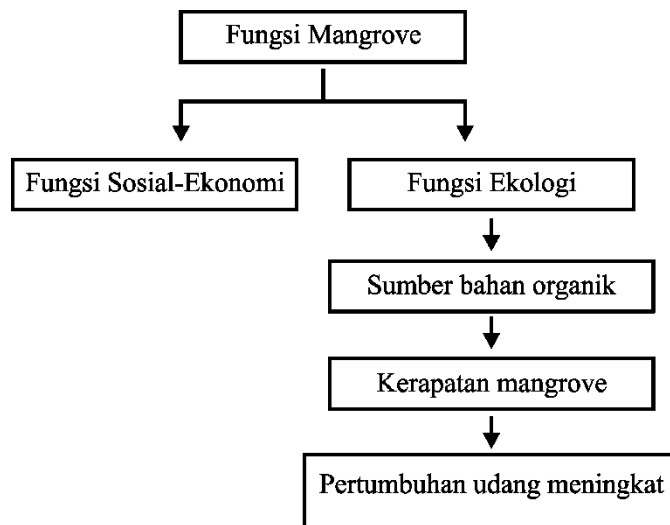 Fungsi Mangrove
Fungsi Sosial-Ekonomi
Fungsi Ekologi
Sumber bahan organik
Kerapatan mangrove
Pertumbuhan udang meningkat